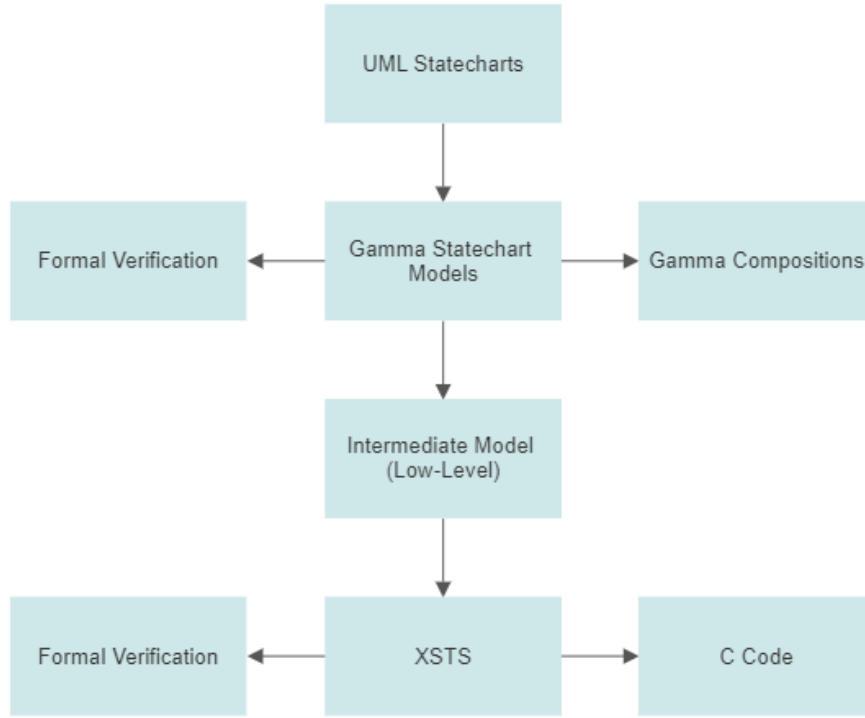 UML Statecharts
Formal Verification
Gamma Statechart
Models
Gamma Compositions
Intermediate Model
(Low-Level)
Formal Verification
XSTS
C Code